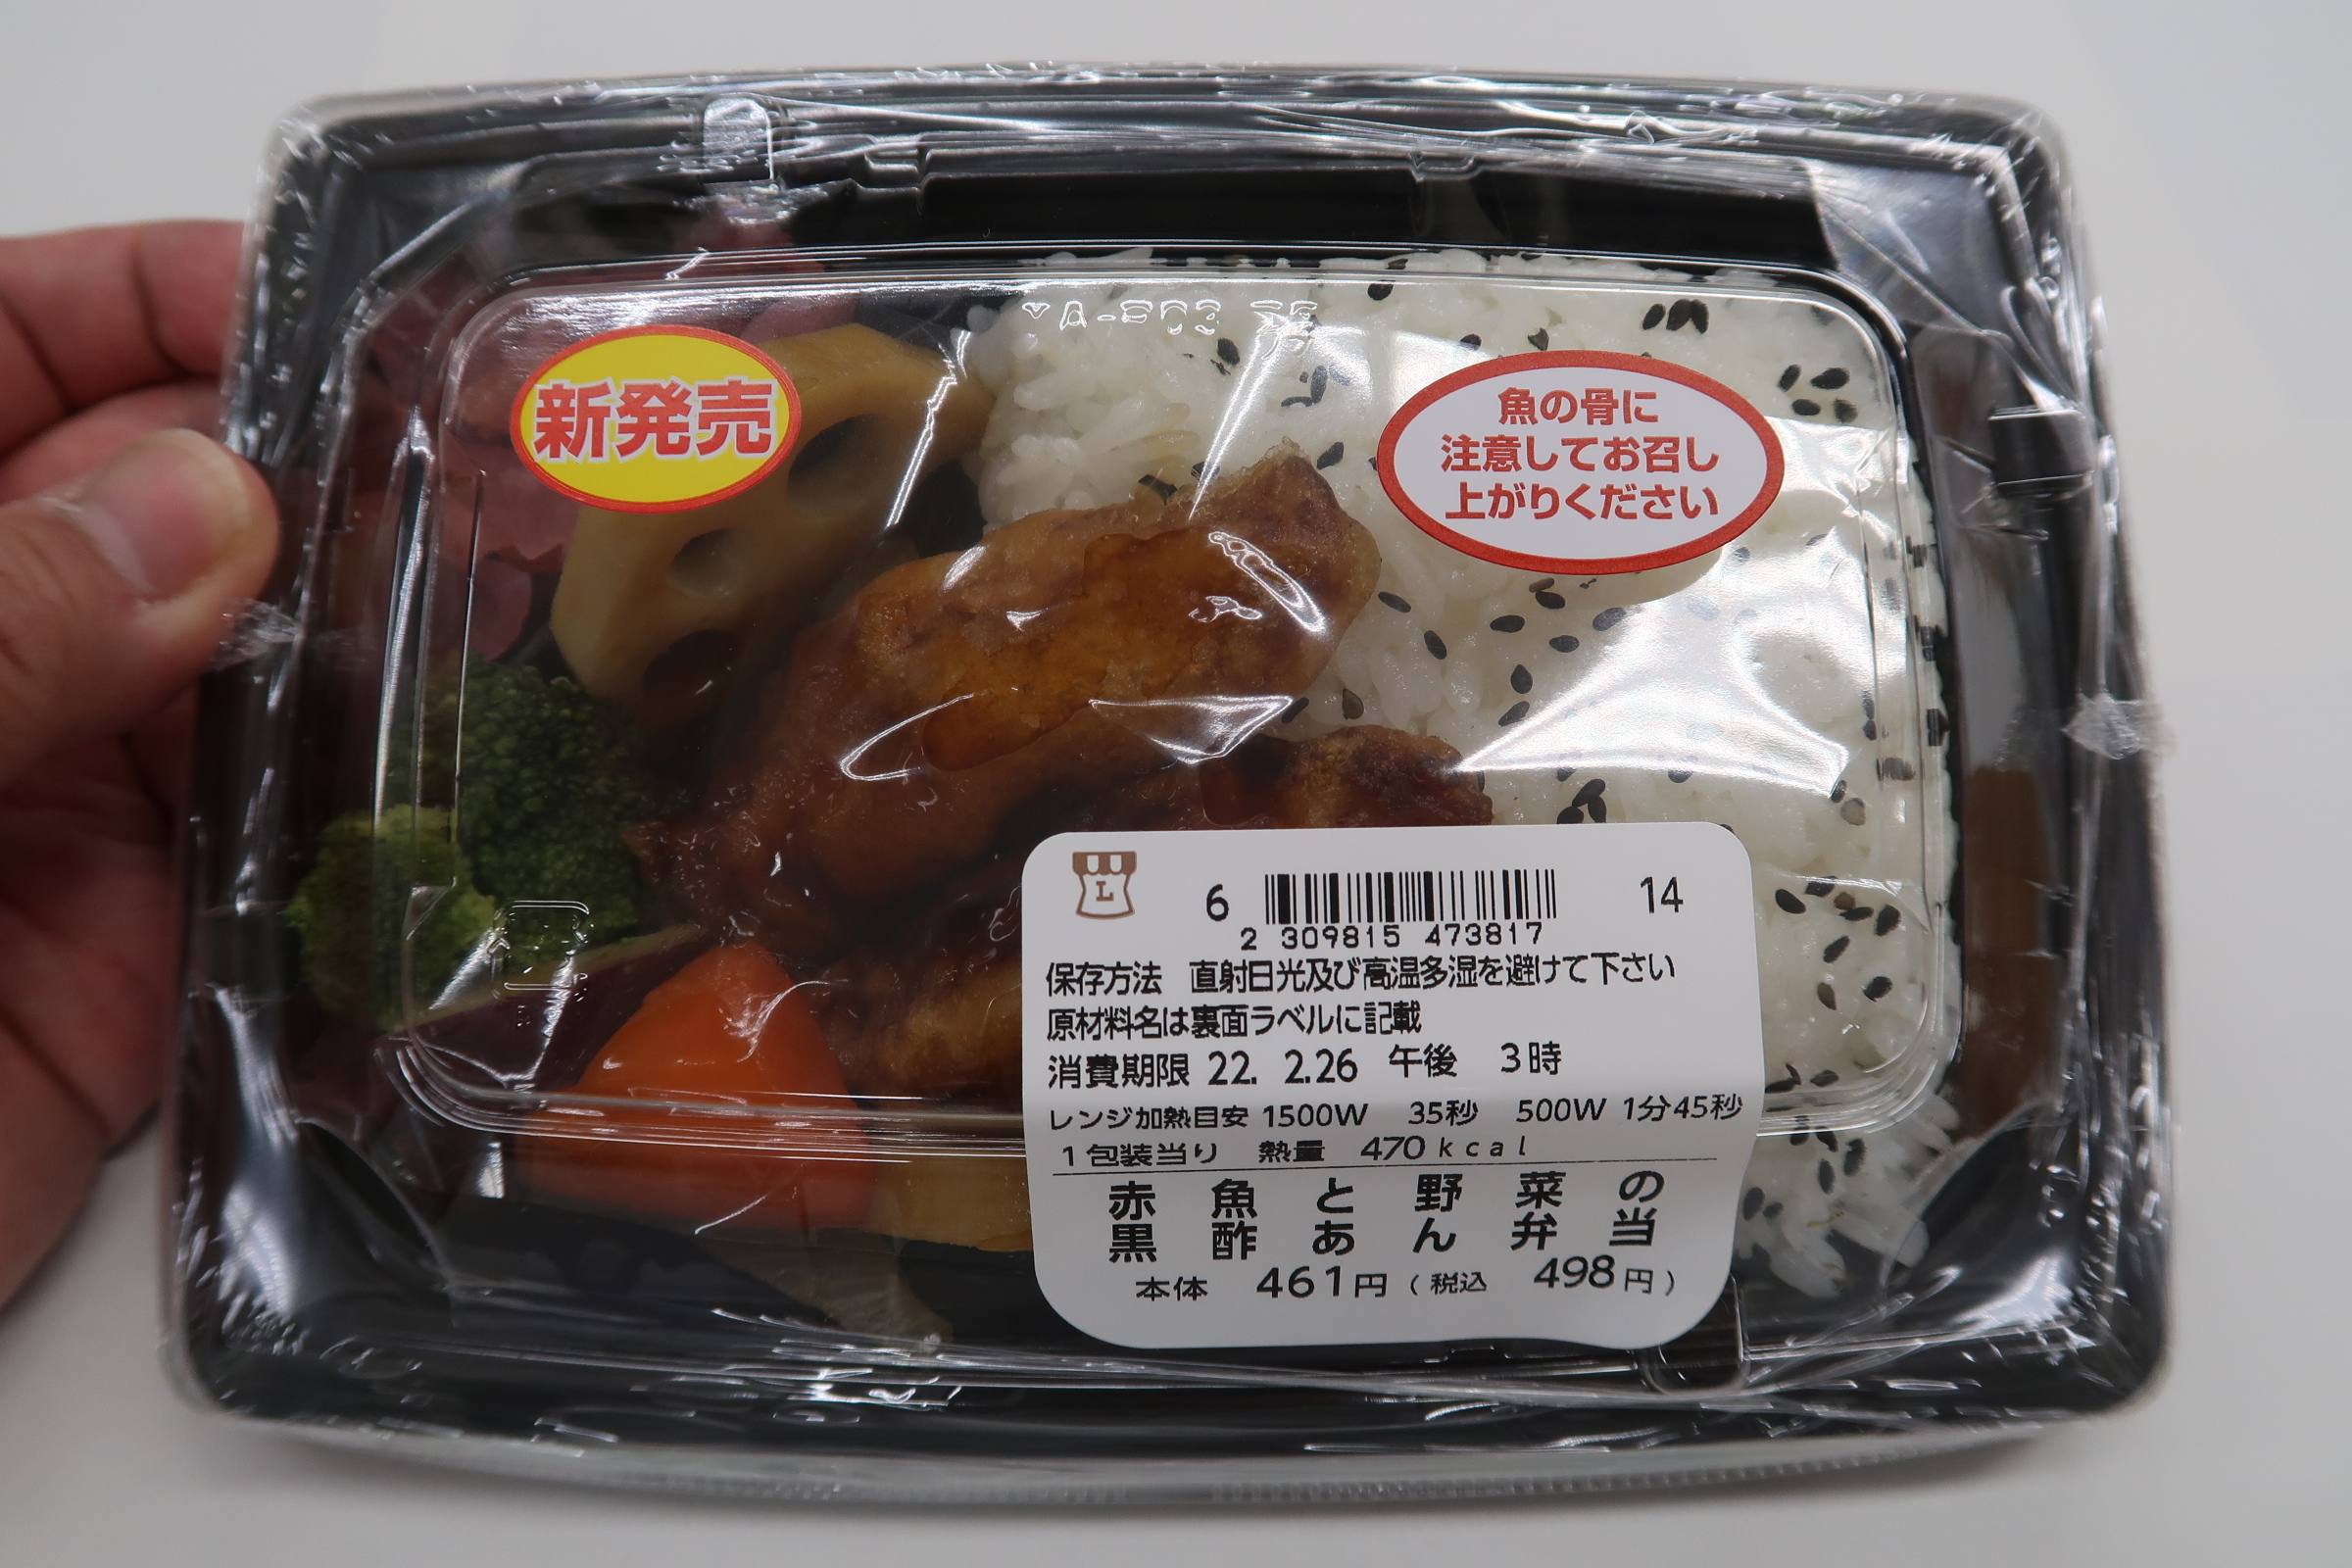 新発売
魚の骨に
注意してお召し
上がりください
L
6 14
2 309815 473817
保存方法 直射日光及び高温多湿を避けて下さい
原材料名は裏面ラベルに記載
消費期限 22. 2.26 午後 3時
レンジ加熱目安 1500W 35秒 500W 1分45秒
1包装当り 熱量 470kcal
赤魚と野菜の
黒酢あん弁当
本体 461円(税込 498円)